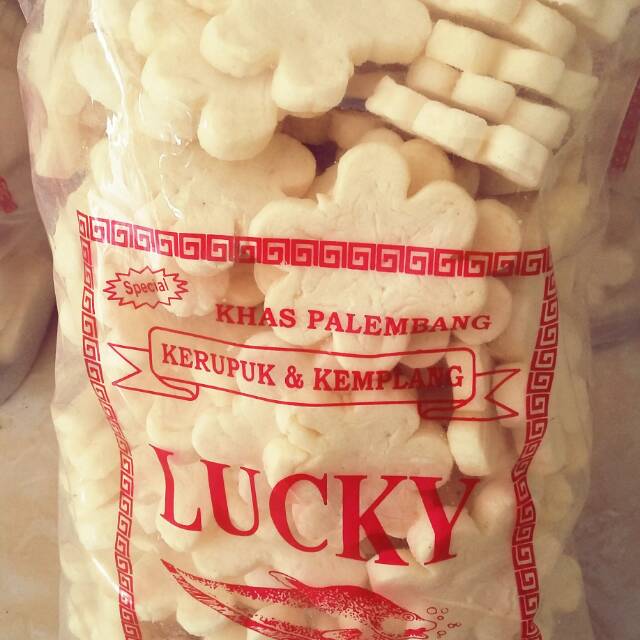 Special
KHAS PALEMBANG
KERUPUK & KEMPLANG
LUCKY